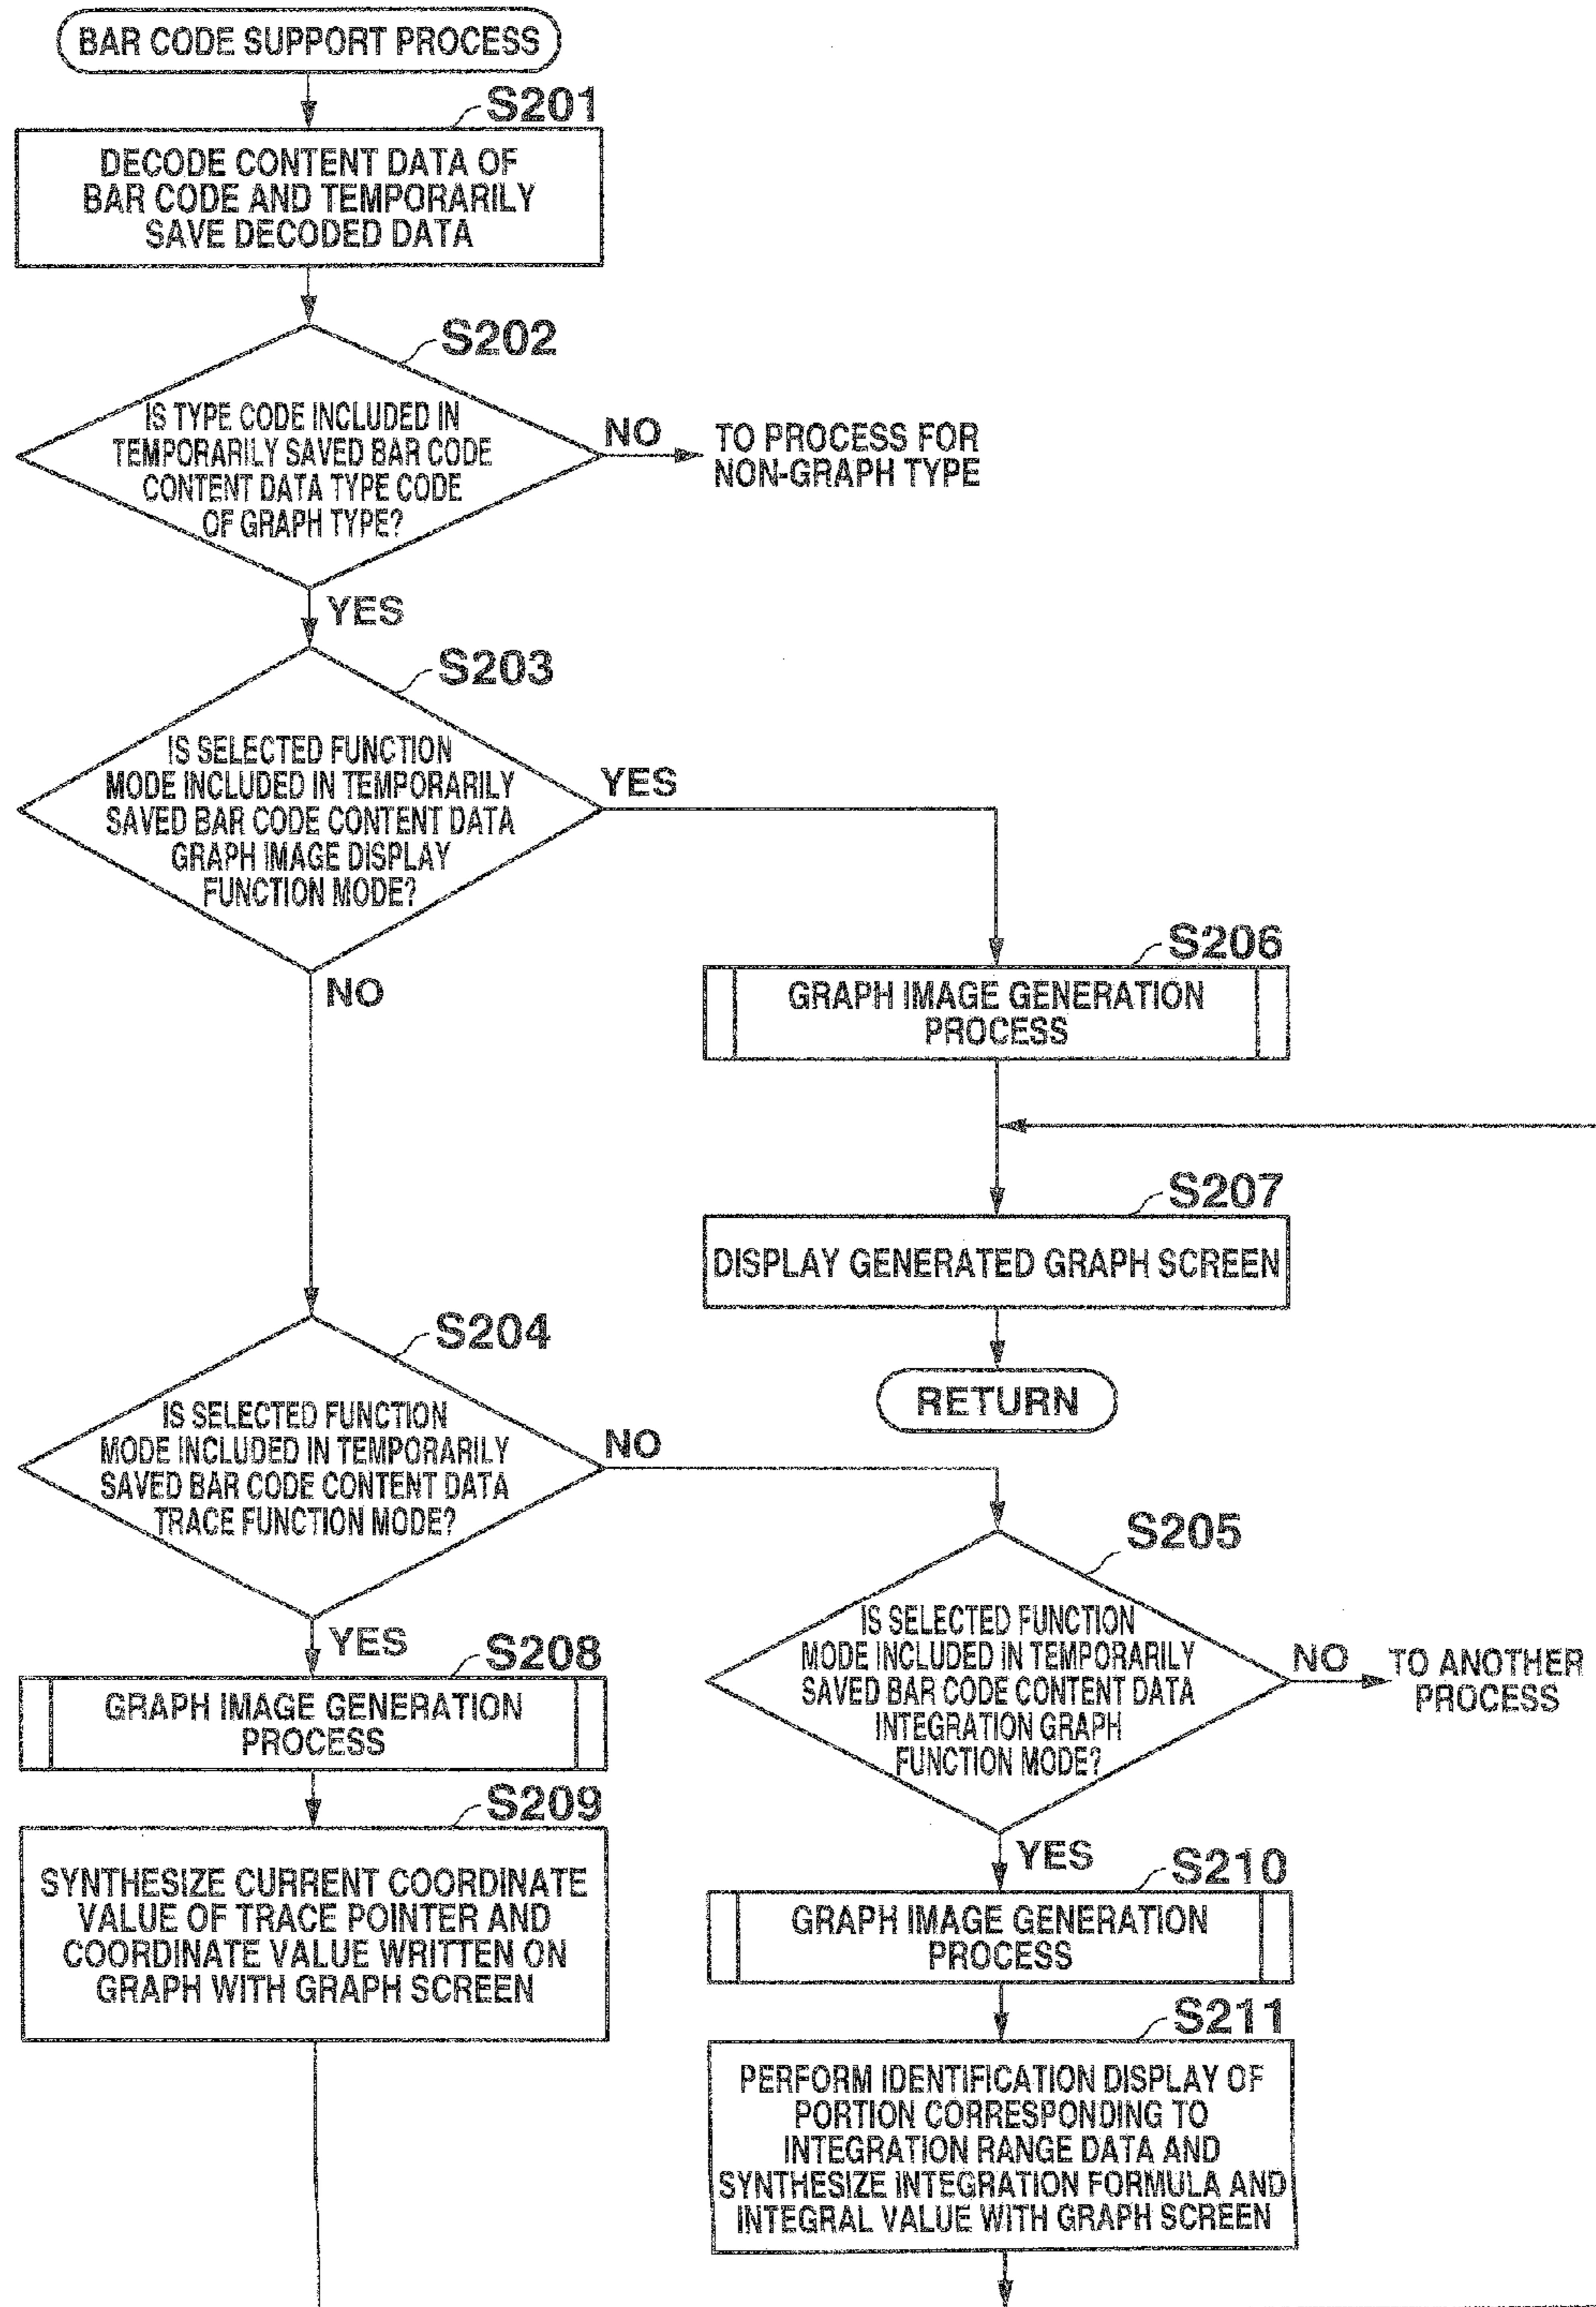 BAR CODE SUPPORT PROCESS
S201
DECODE CONTENT DATA OF
BAR CODE AND TEMPORARILY
SAVE DECODED DATA
S202
IS TYPE CODE INCLUDED IN
TEMPORARILY SAVED BAR CODE
CONTENT DATA TYPE CODE
OF GRAPH TYPE?
NO
TO PROCESS FOR
NON-GRAPH TYPE
YES
S203
IS SELECTED FUNCTION
MODE INCLUDED IN TEMPORARILY
SAVED BAR CODE CONTENT DATA
GRAPH IMAGE DISPLAY
FUNCTION MODE?
YES
NO
S206
GRAPH IMAGE GENERATION
PROCESS
S207
DISPLAY GENERATED GRAPH SCREEN
RETURN
S204
IS SELECTED FUNCTION
MODE INCLUDED IN TEMPORARILY
SAVED BAR CODE CONTENT DATA
TRACE FUNCTION MODE?
NO
YES
S205
IS SELECTED FUNCTION
MODE INCLUDED IN TEMPORARILY
SAVED BAR CODE CONTENT DATA
INTEGRATION GRAPH
FUNCTION MODE?
NO
TO ANOTHER
PROCESS
YES
S208
GRAPH IMAGE GENERATION
PROCESS
S209
SYNTHESIZE CURRENT COORDINATE
VALUE OF TRACE POINTER AND
COORDINATE VALUE WRITTEN ON
GRAPH WITH GRAPH SCREEN
S210
GRAPH IMAGE GENERATION
PROCESS
S211
PERFORM IDENTIFICATION DISPLAY OF
PORTION CORRESPONDING TO
INTEGRATION RANGE DATA AND
SYNTHESIZE INTEGRATION FORMULA AND
INTEGRAL VALUE WITH GRAPH SCREEN